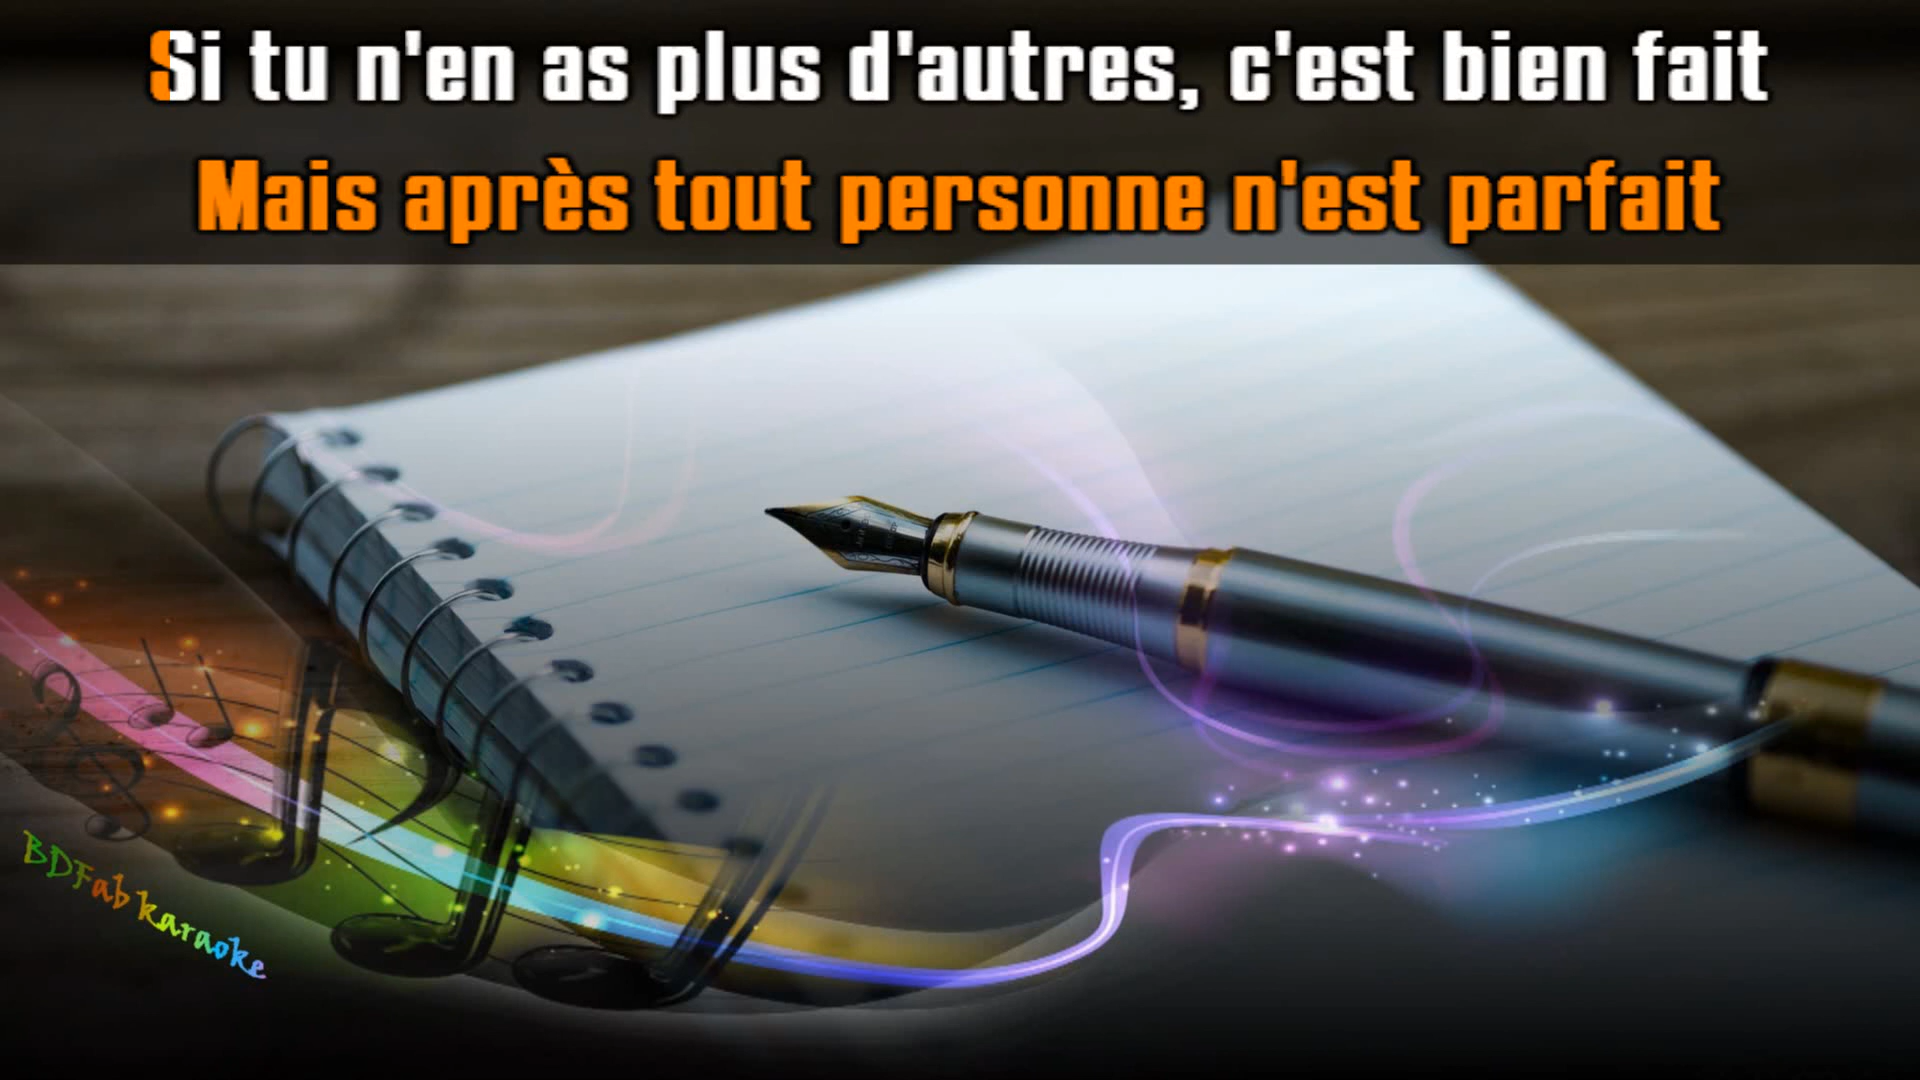 Si tu n'en as plus d'autres, c'est bien fait
Mais après tout personne n'est parfait
BDFab karaoke